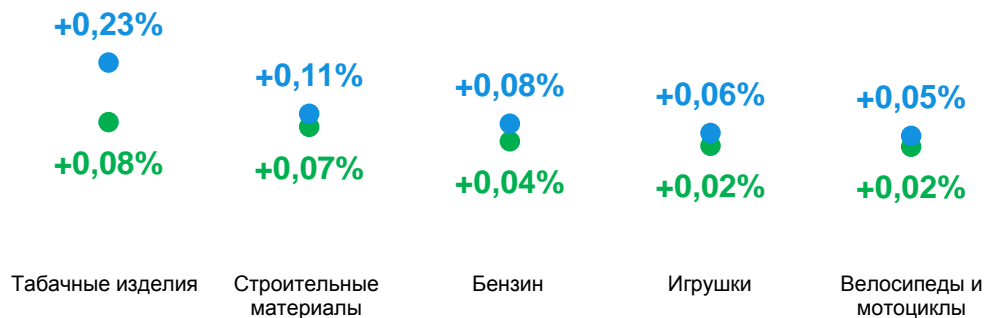 +0,23%
+0,11%
+0,08%
+0,06%
+0,05%
+0,08%
+0,07%
+0,04%
+0,02%
+0,02%
Табачные изделия
Строительные
материалы
Бензин
Игрушки
Велосипеды и
мотоциклы